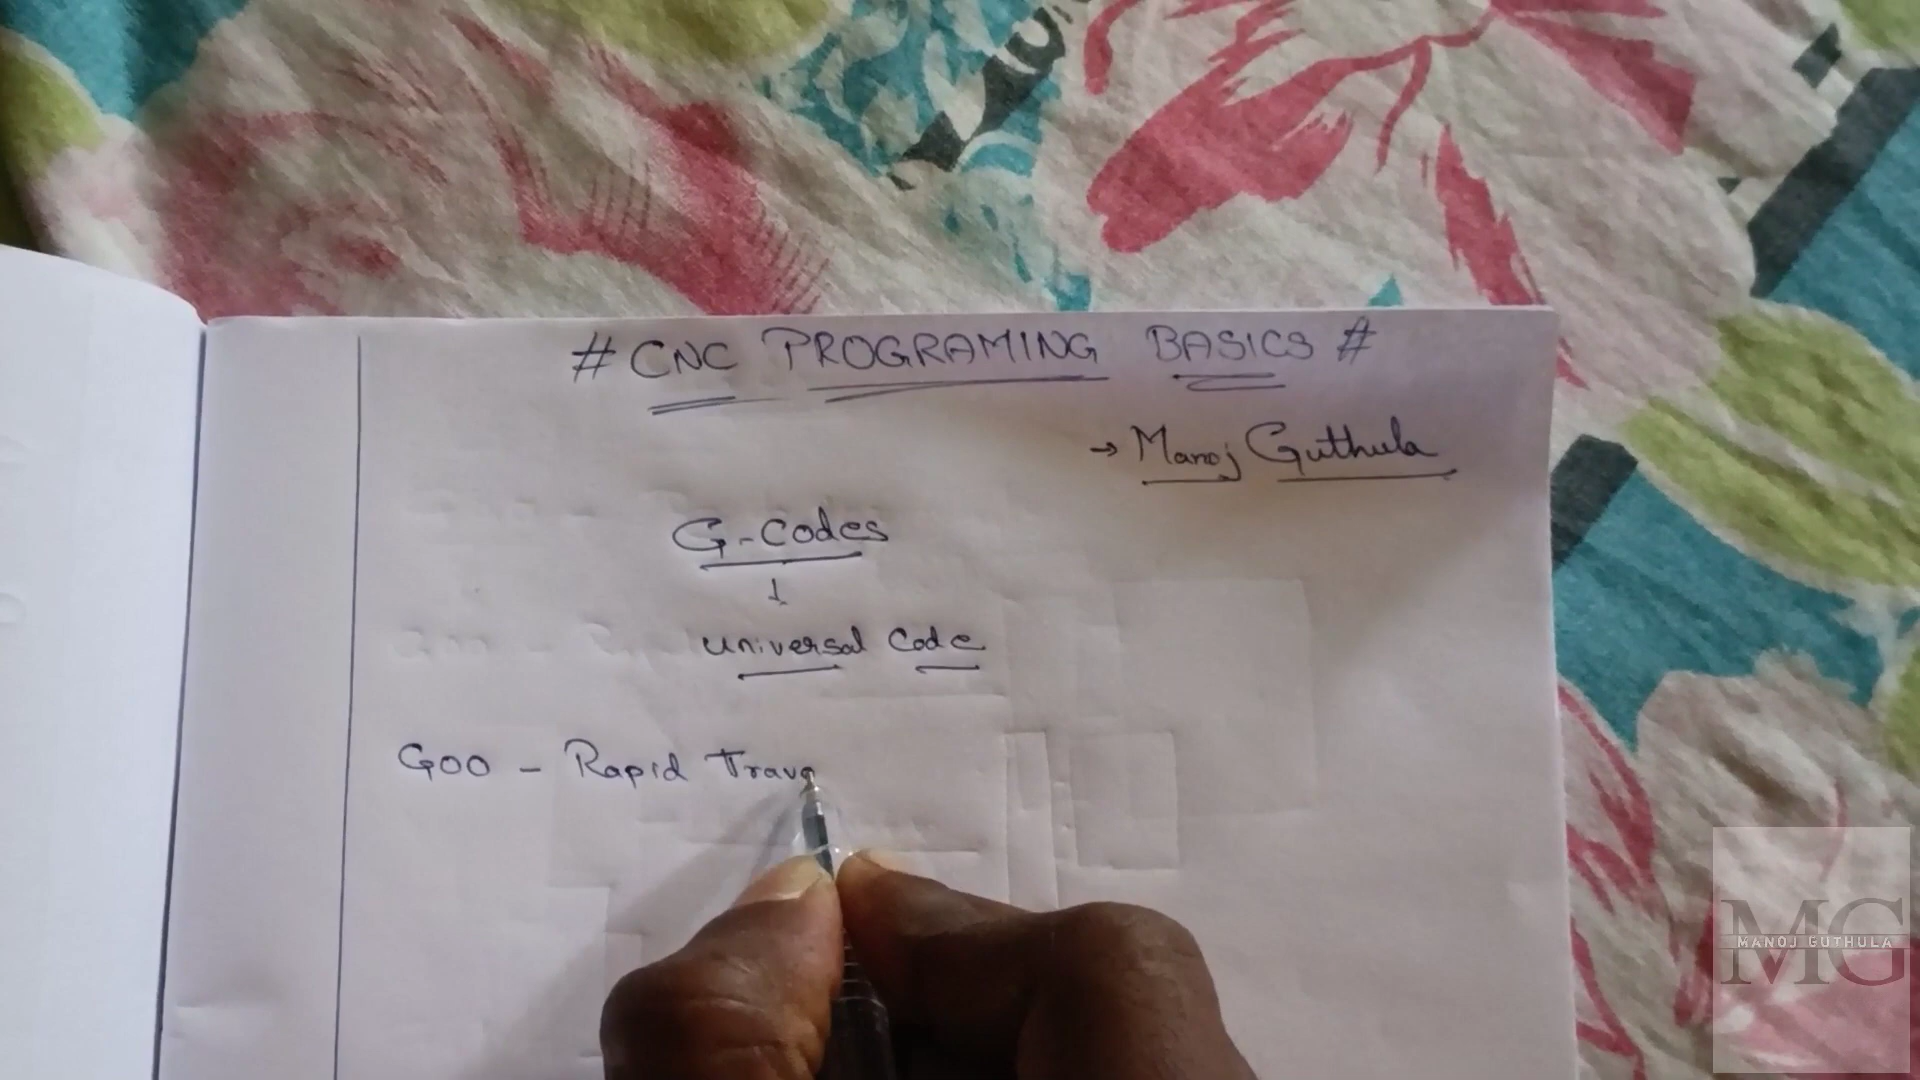 # CNC PROGRAMING BASICS #
→ Manoj Guthula
G-Codes
↓
Universal Code
G00 - Rapid Trave
MG
MANOJ GUTHULA